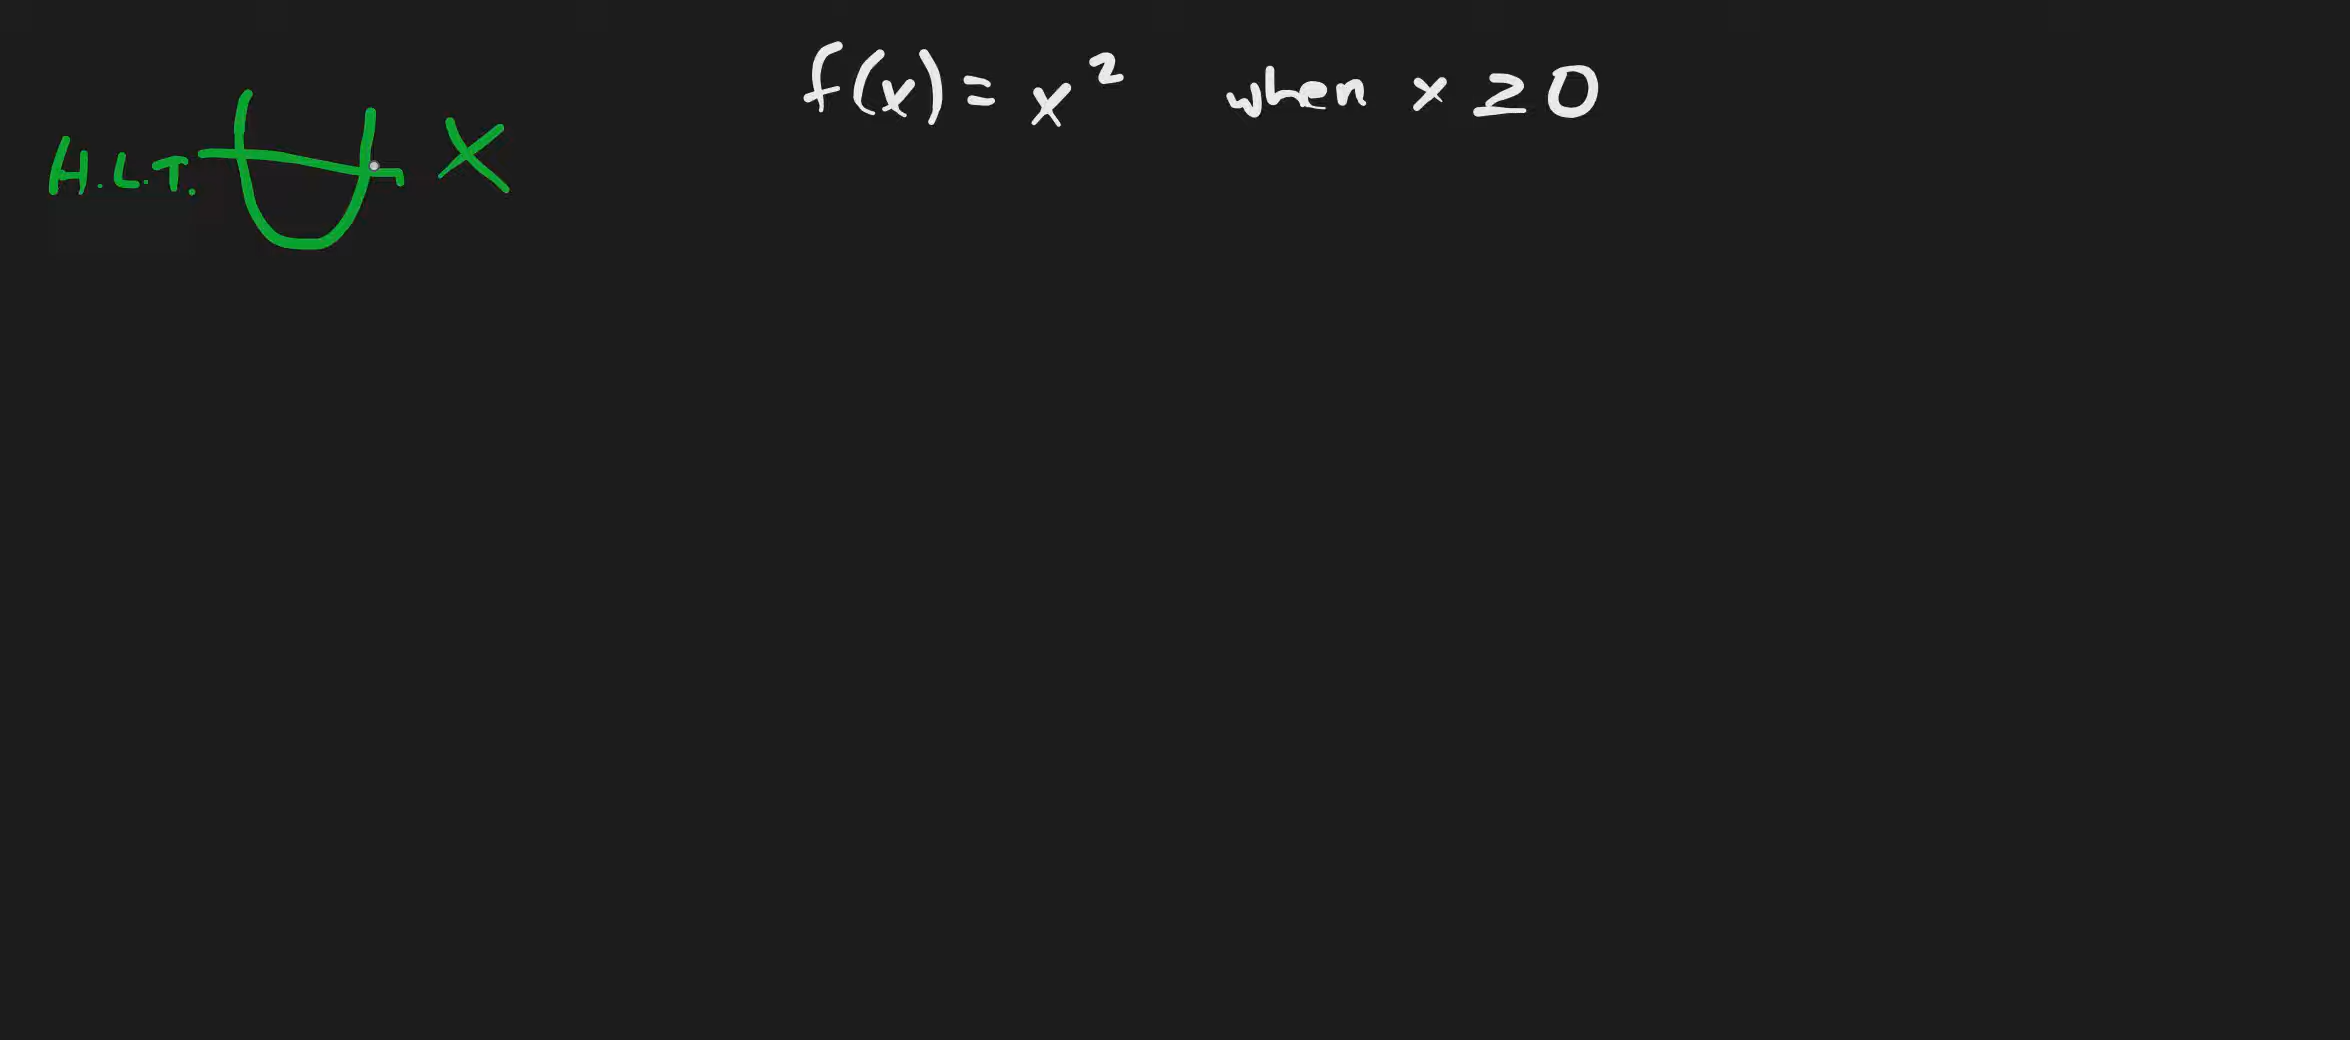 f(x) = x² when x ≥ 0
H.L.T. X